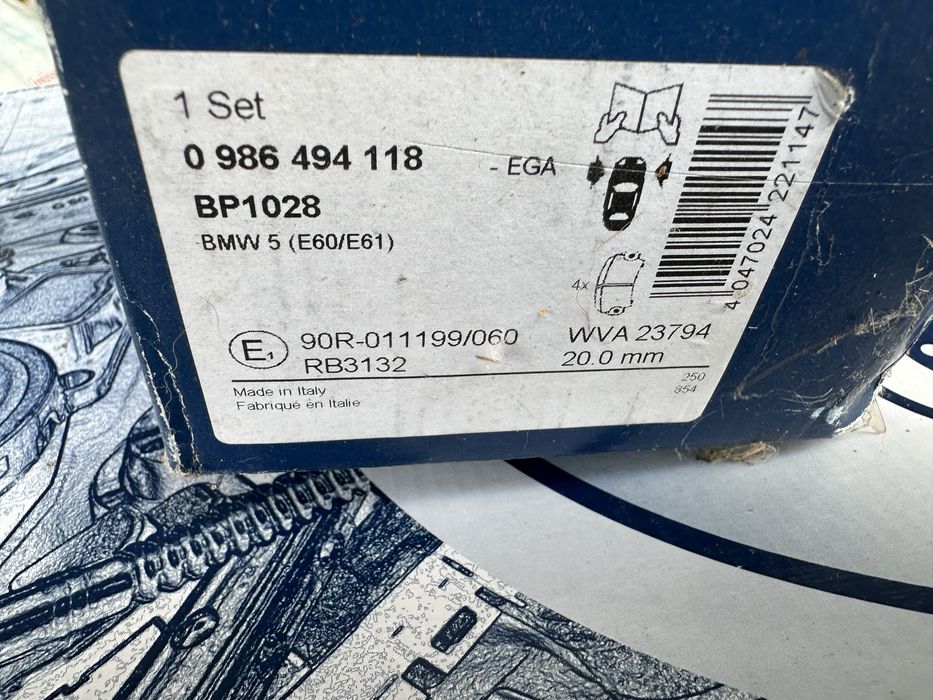 1 Set
0 986 494 118
- EGA
BP1028
BMW 5 (E60/E61)
4x
E1
90R-011199/060
WVA 23794
RB3132
20.0 mm
Made in Italy
Fabriqué en Italie
250
854
4 047024 221147